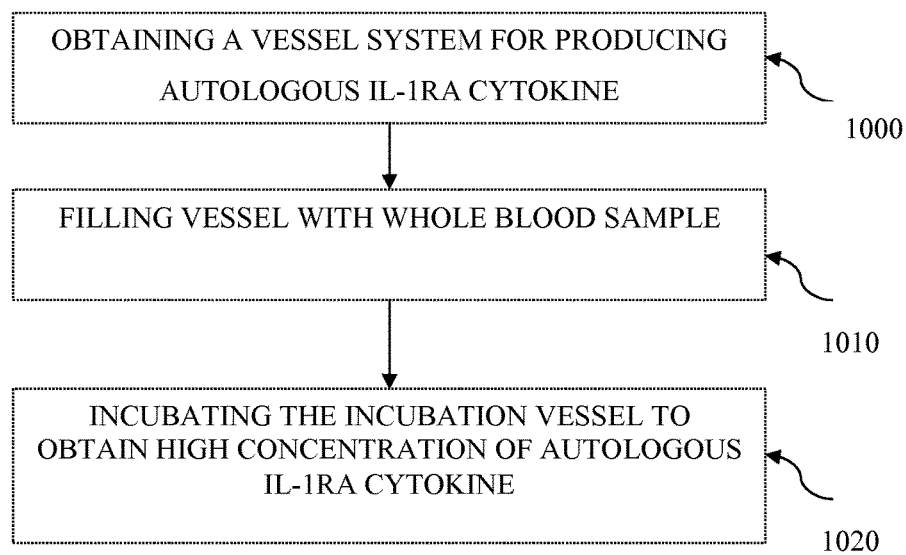 OBTAINING A VESSEL SYSTEM FOR PRODUCING
AUTOLOGOUS IL-1RA CYTOKINE
1000
FILLING VESSEL WITH WHOLE BLOOD SAMPLE
1010
INCUBATING THE INCUBATION VESSEL TO
OBTAIN HIGH CONCENTRATION OF AUTOLOGOUS
IL-1RA CYTOKINE
1020